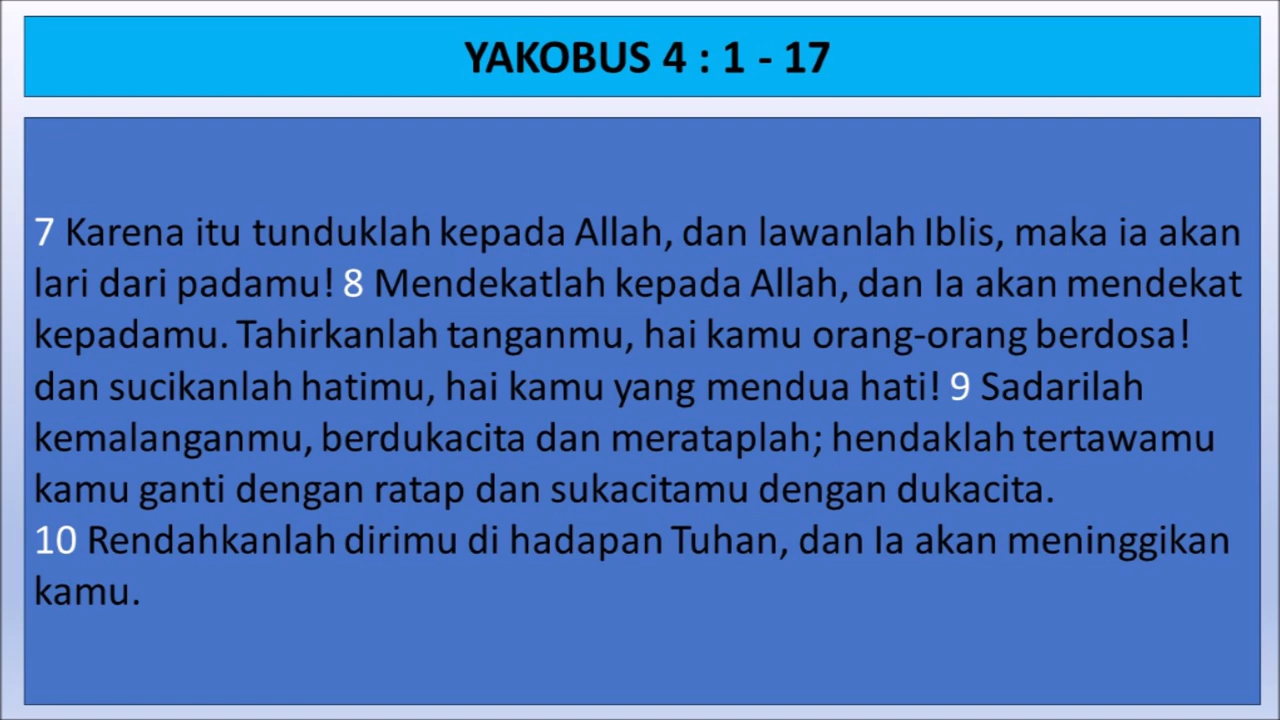 YAKOBUS 4 : 1 - 17
7 Karena itu tunduklah kepada Allah, dan lawanlah Iblis, maka ia akan
lari dari padamu! 8 Mendekatlah kepada Allah, dan Ia akan mendekat
kepadamu. Tahirkanlah tanganmu, hai kamu orang-orang berdosa!
dan sucikanlah hatimu, hai kamu yang mendua hati! 9 Sadarilah
kemalanganmu, berdukacita dan merataplah; hendaklah tertawamu
kamu ganti dengan ratap dan sukacitamu dengan dukacita.
10 Rendahkanlah dirimu di hadapan Tuhan, dan Ia akan meninggikan
kamu.